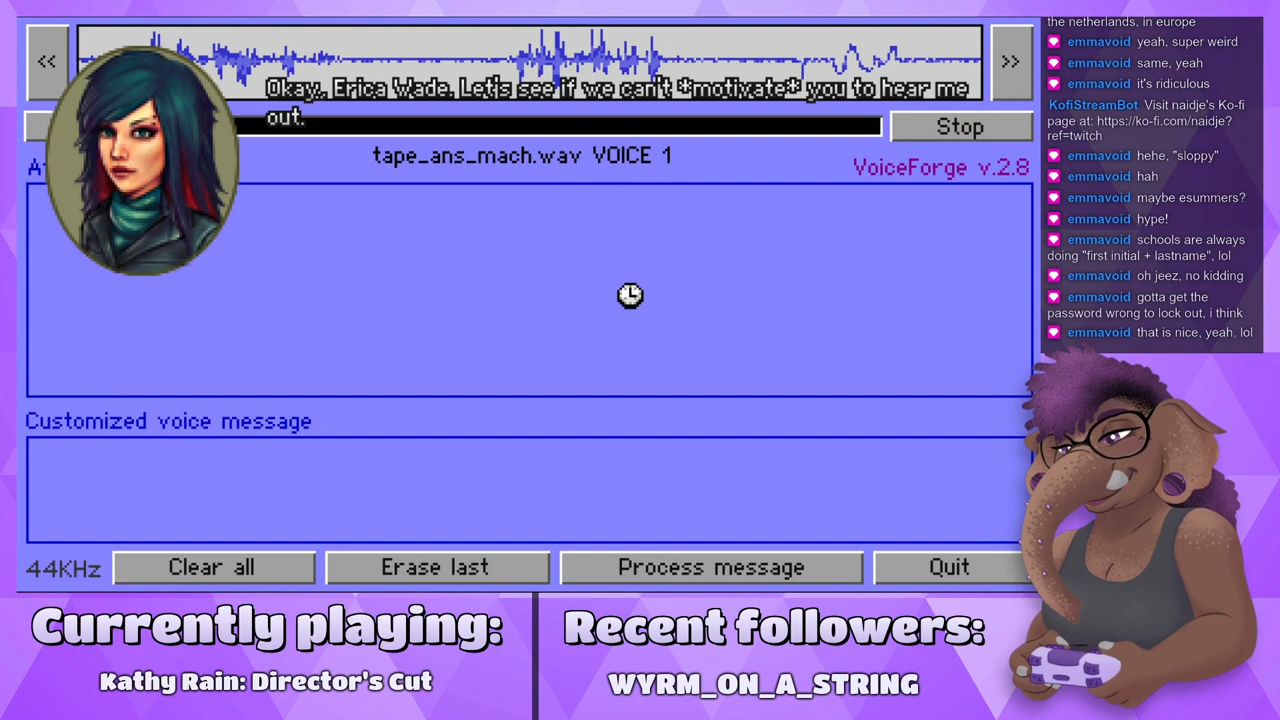 <<
>>
Okay, Erica Wade. Let's see if we can't *motivate* you to hear me
out.
Stop
tape_ans_mach.wav VOICE 1
VoiceForge v.2.8
Customized voice message
44KHz
Clear all
Erase last
Process message
Quit
the netherlands, in europe
emmavoid yeah, super weird
emmavoid same, yeah
emmavoid it's ridiculous
KofiStreamBot Visit naidje's Ko-fi
page at: https://ko-fi.com/naidje?
ref=twitch
emmavoid hehe, "sloppy"
emmavoid hah
emmavoid maybe esummers?
emmavoid hype!
emmavoid schools are always
doing "first initial + lastname", lol
emmavoid oh jeez, no kidding
emmavoid gotta get the
password wrong to lock out, i think
emmavoid that is nice, yeah, lol
Currently playing:
Kathy Rain: Director's Cut
Recent followers:
WYRM_ON_A_STRING